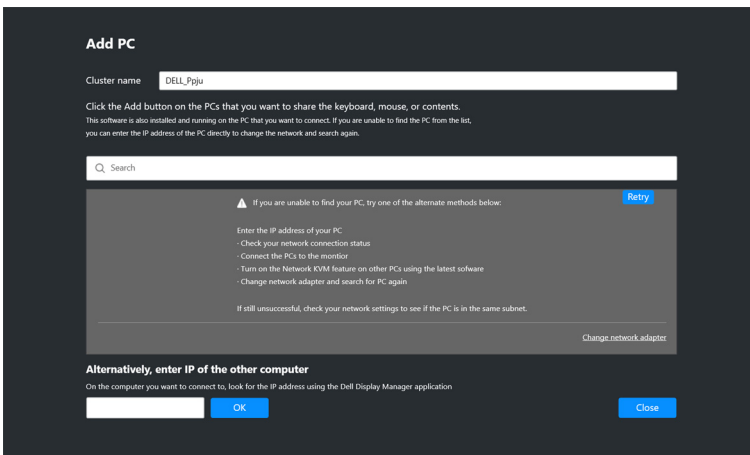 Add PC
Cluster name
DELL_Ppju
Click the Add button on the PCs that you want to share the keyboard, mouse, or contents.
This software is also installed and running on the PC that you want to connect. If you are unable to find the PC from the list,
you can enter the IP address of the PC directly to change the network and search again.
Search
Retry
If you are unable to find your PC, try one of the alternate methods below:
Enter the IP address of your PC
- Check your network connection status
- Connect the PCs to the montior
- Turn on the Network KVM feature on other PCs using the latest sofware
- Change network adapter and search for PC again
If still unsuccessful, check your network settings to see if the PC is in the same subnet.
Change network adapter
Alternatively, enter IP of the other computer
On the computer you want to connect to, look for the IP address using the Dell Display Manager application
OK
Close